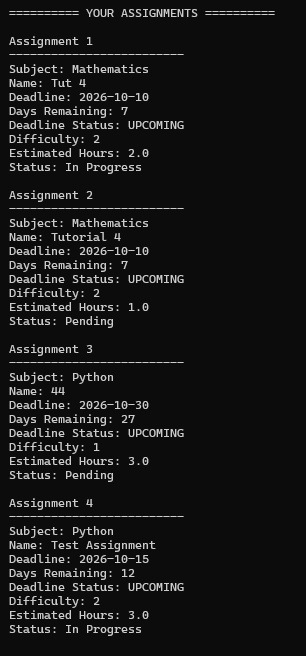 ========== YOUR ASSIGNMENTS ==========
Assignment 1
-------------------------
Subject: Mathematics
Name: Tut 4
Deadline: 2026-10-10
Days Remaining: 7
Deadline Status: UPCOMING
Difficulty: 2
Estimated Hours: 2.0
Status: In Progress
Assignment 2
-------------------------
Subject: Mathematics
Name: Tutorial 4
Deadline: 2026-10-10
Days Remaining: 7
Deadline Status: UPCOMING
Difficulty: 2
Estimated Hours: 1.0
Status: Pending
Assignment 3
-------------------------
Subject: Python
Name: 44
Deadline: 2026-10-30
Days Remaining: 27
Deadline Status: UPCOMING
Difficulty: 1
Estimated Hours: 3.0
Status: Pending
Assignment 4
-------------------------
Subject: Python
Name: Test Assignment
Deadline: 2026-10-15
Days Remaining: 12
Deadline Status: UPCOMING
Difficulty: 2
Estimated Hours: 3.0
Status: In Progress